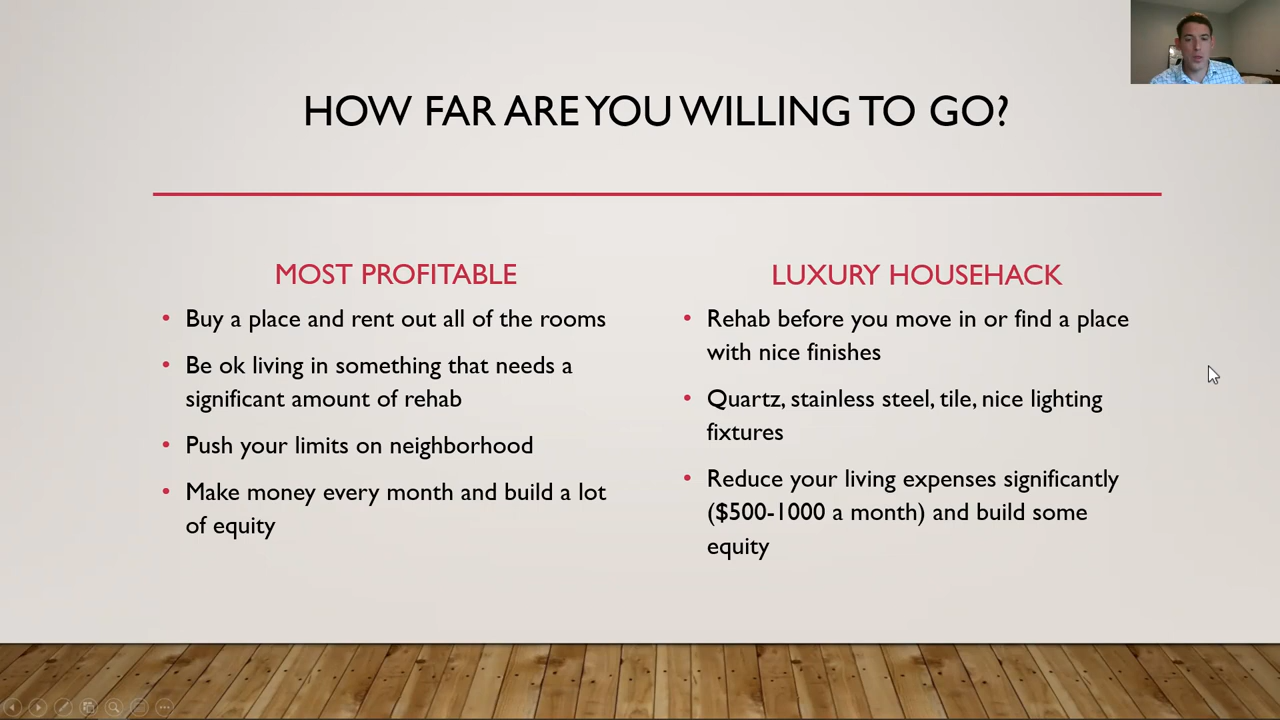 HOW FAR ARE YOU WILLING TO GO?
MOST PROFITABLE
• Buy a place and rent out all of the rooms
• Be ok living in something that needs a
significant amount of rehab
• Push your limits on neighborhood
• Make money every month and build a lot
of equity
LUXURY HOUSEHACK
• Rehab before you move in or find a place
with nice finishes
• Quartz, stainless steel, tile, nice lighting
fixtures
• Reduce your living expenses significantly
($500-1000 a month) and build some
equity